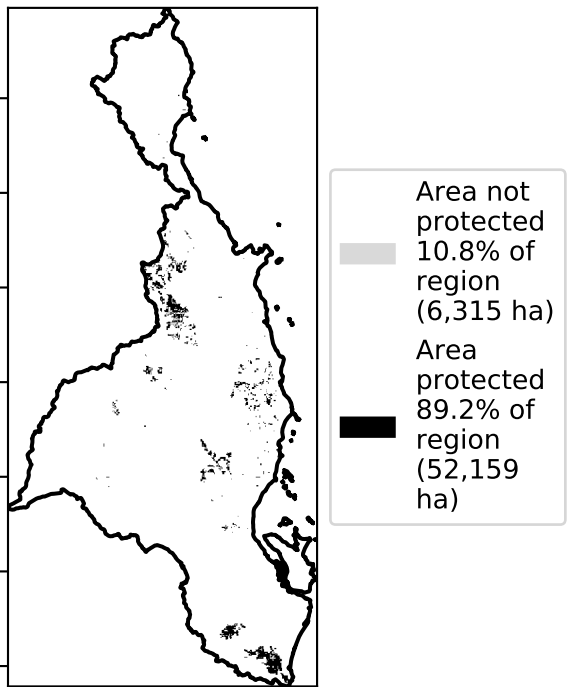 Area not
protected
10.8% of
region
(6,315 ha)
Area
protected
89.2% of
region
(52,159
ha)